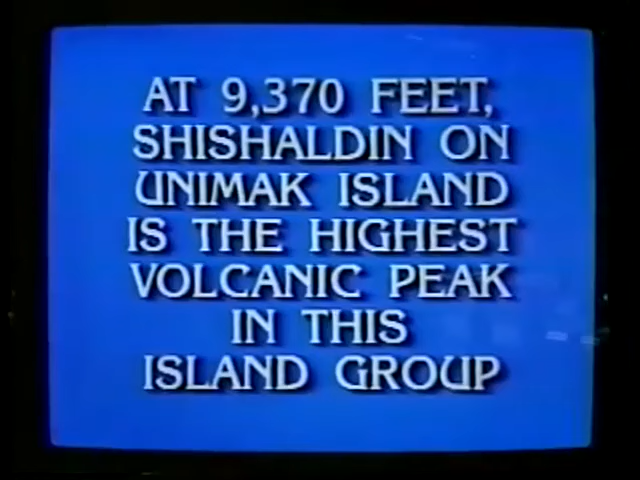 AT 9,370 FEET,
SHISHALDIN ON
UNIMAK ISLAND
IS THE HIGHEST
VOLCANIC PEAK
IN THIS
ISLAND GROUP